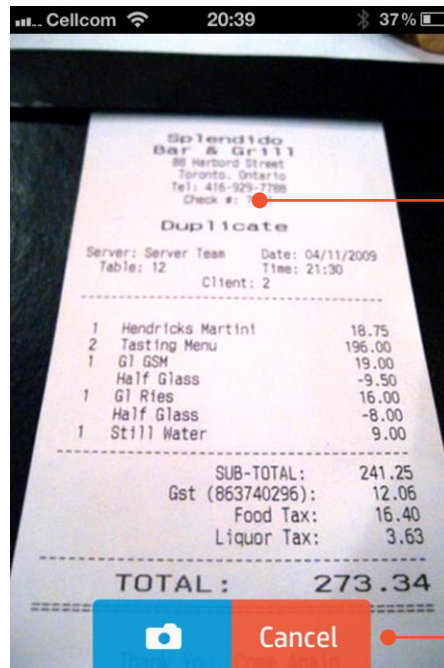 Cellcom 20:39 37%
Splendido
Bar & Grill
88 Harbord Street
Toronto, Ontario
Tel: 416-929-7788
Check #:
Duplicate
Server: Server Team Date: 04/11/2009
Table: 12 Time: 21:30
Client: 2
1 Hendricks Martini 18.75
2 Tasting Menu 196.00
1 Gl GSM 19.00
Half Glass -9.50
1 Gl Ries 16.00
Half Glass -8.00
1 Still Water 9.00
SUB-TOTAL: 241.25
Gst (863740296): 12.06
Food Tax: 16.40
Liquor Tax: 3.63
TOTAL: 273.34
Cancel